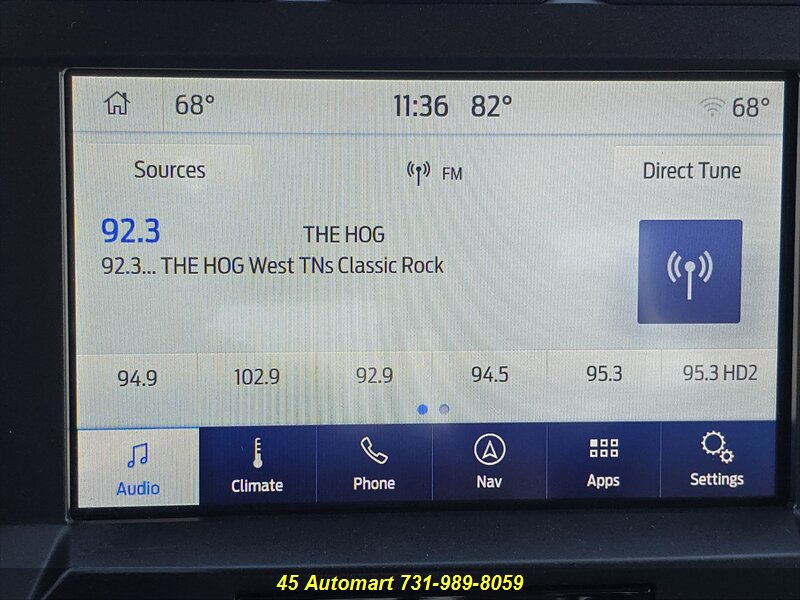 68° 11:36 82° 68°
Sources FM Direct Tune
92.3 THE HOG
92.3... THE HOG West TNs Classic Rock
94.9 102.9 92.9 94.5 95.3 95.3 HD2
Audio Climate Phone Nav Apps Settings
45 Automart 731-989-8059